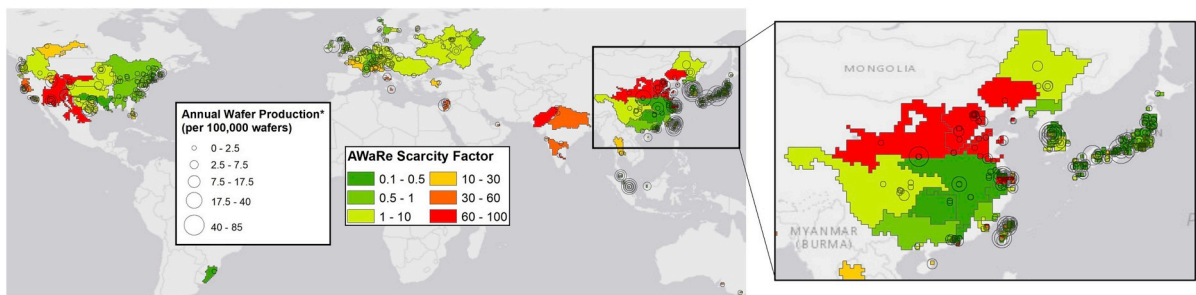 Annual Wafer Production*
(per 100,000 wafers)
0 - 2.5
2.5 - 7.5
7.5 - 17.5
17.5 - 40
40 - 85
AWaRe Scarcity Factor
0.1 - 0.5
0.5 - 1
1 - 10
10 - 30
30 - 60
60 - 100
MONGOLIA
MYANMAR
(BURMA)